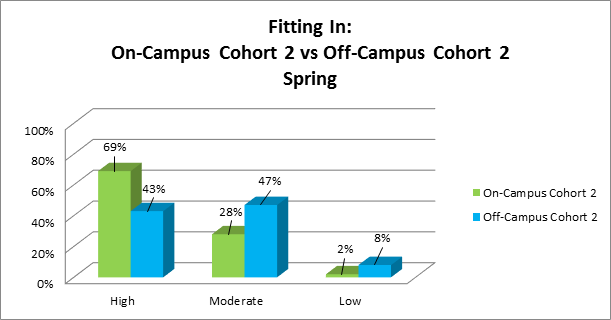 Fitting In:
On-Campus Cohort 2 vs Off-Campus Cohort 2
Spring
100%
80%
60%
40%
20%
0%
69%
43%
28%
47%
2%
8%
High
Moderate
Low
On-Campus Cohort 2
Off-Campus Cohort 2